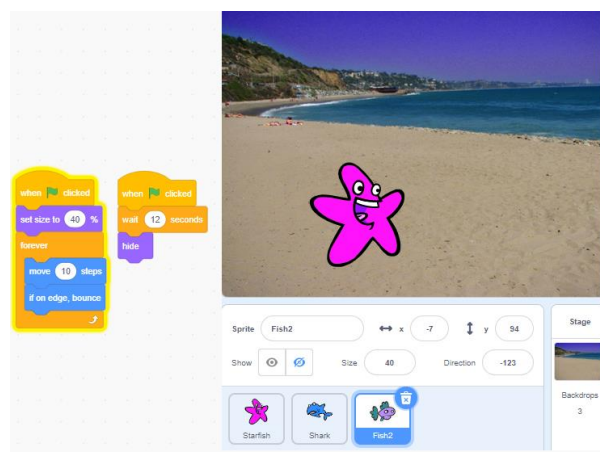 when clicked
set size to 40 %
forever
move 10 steps
if on edge, bounce
when clicked
wait 12 seconds
hide
Sprite Fish2 x -7 y 94
Show Size 40 Direction -123
Starfish Shark Fish2
Stage
Backdrops
3